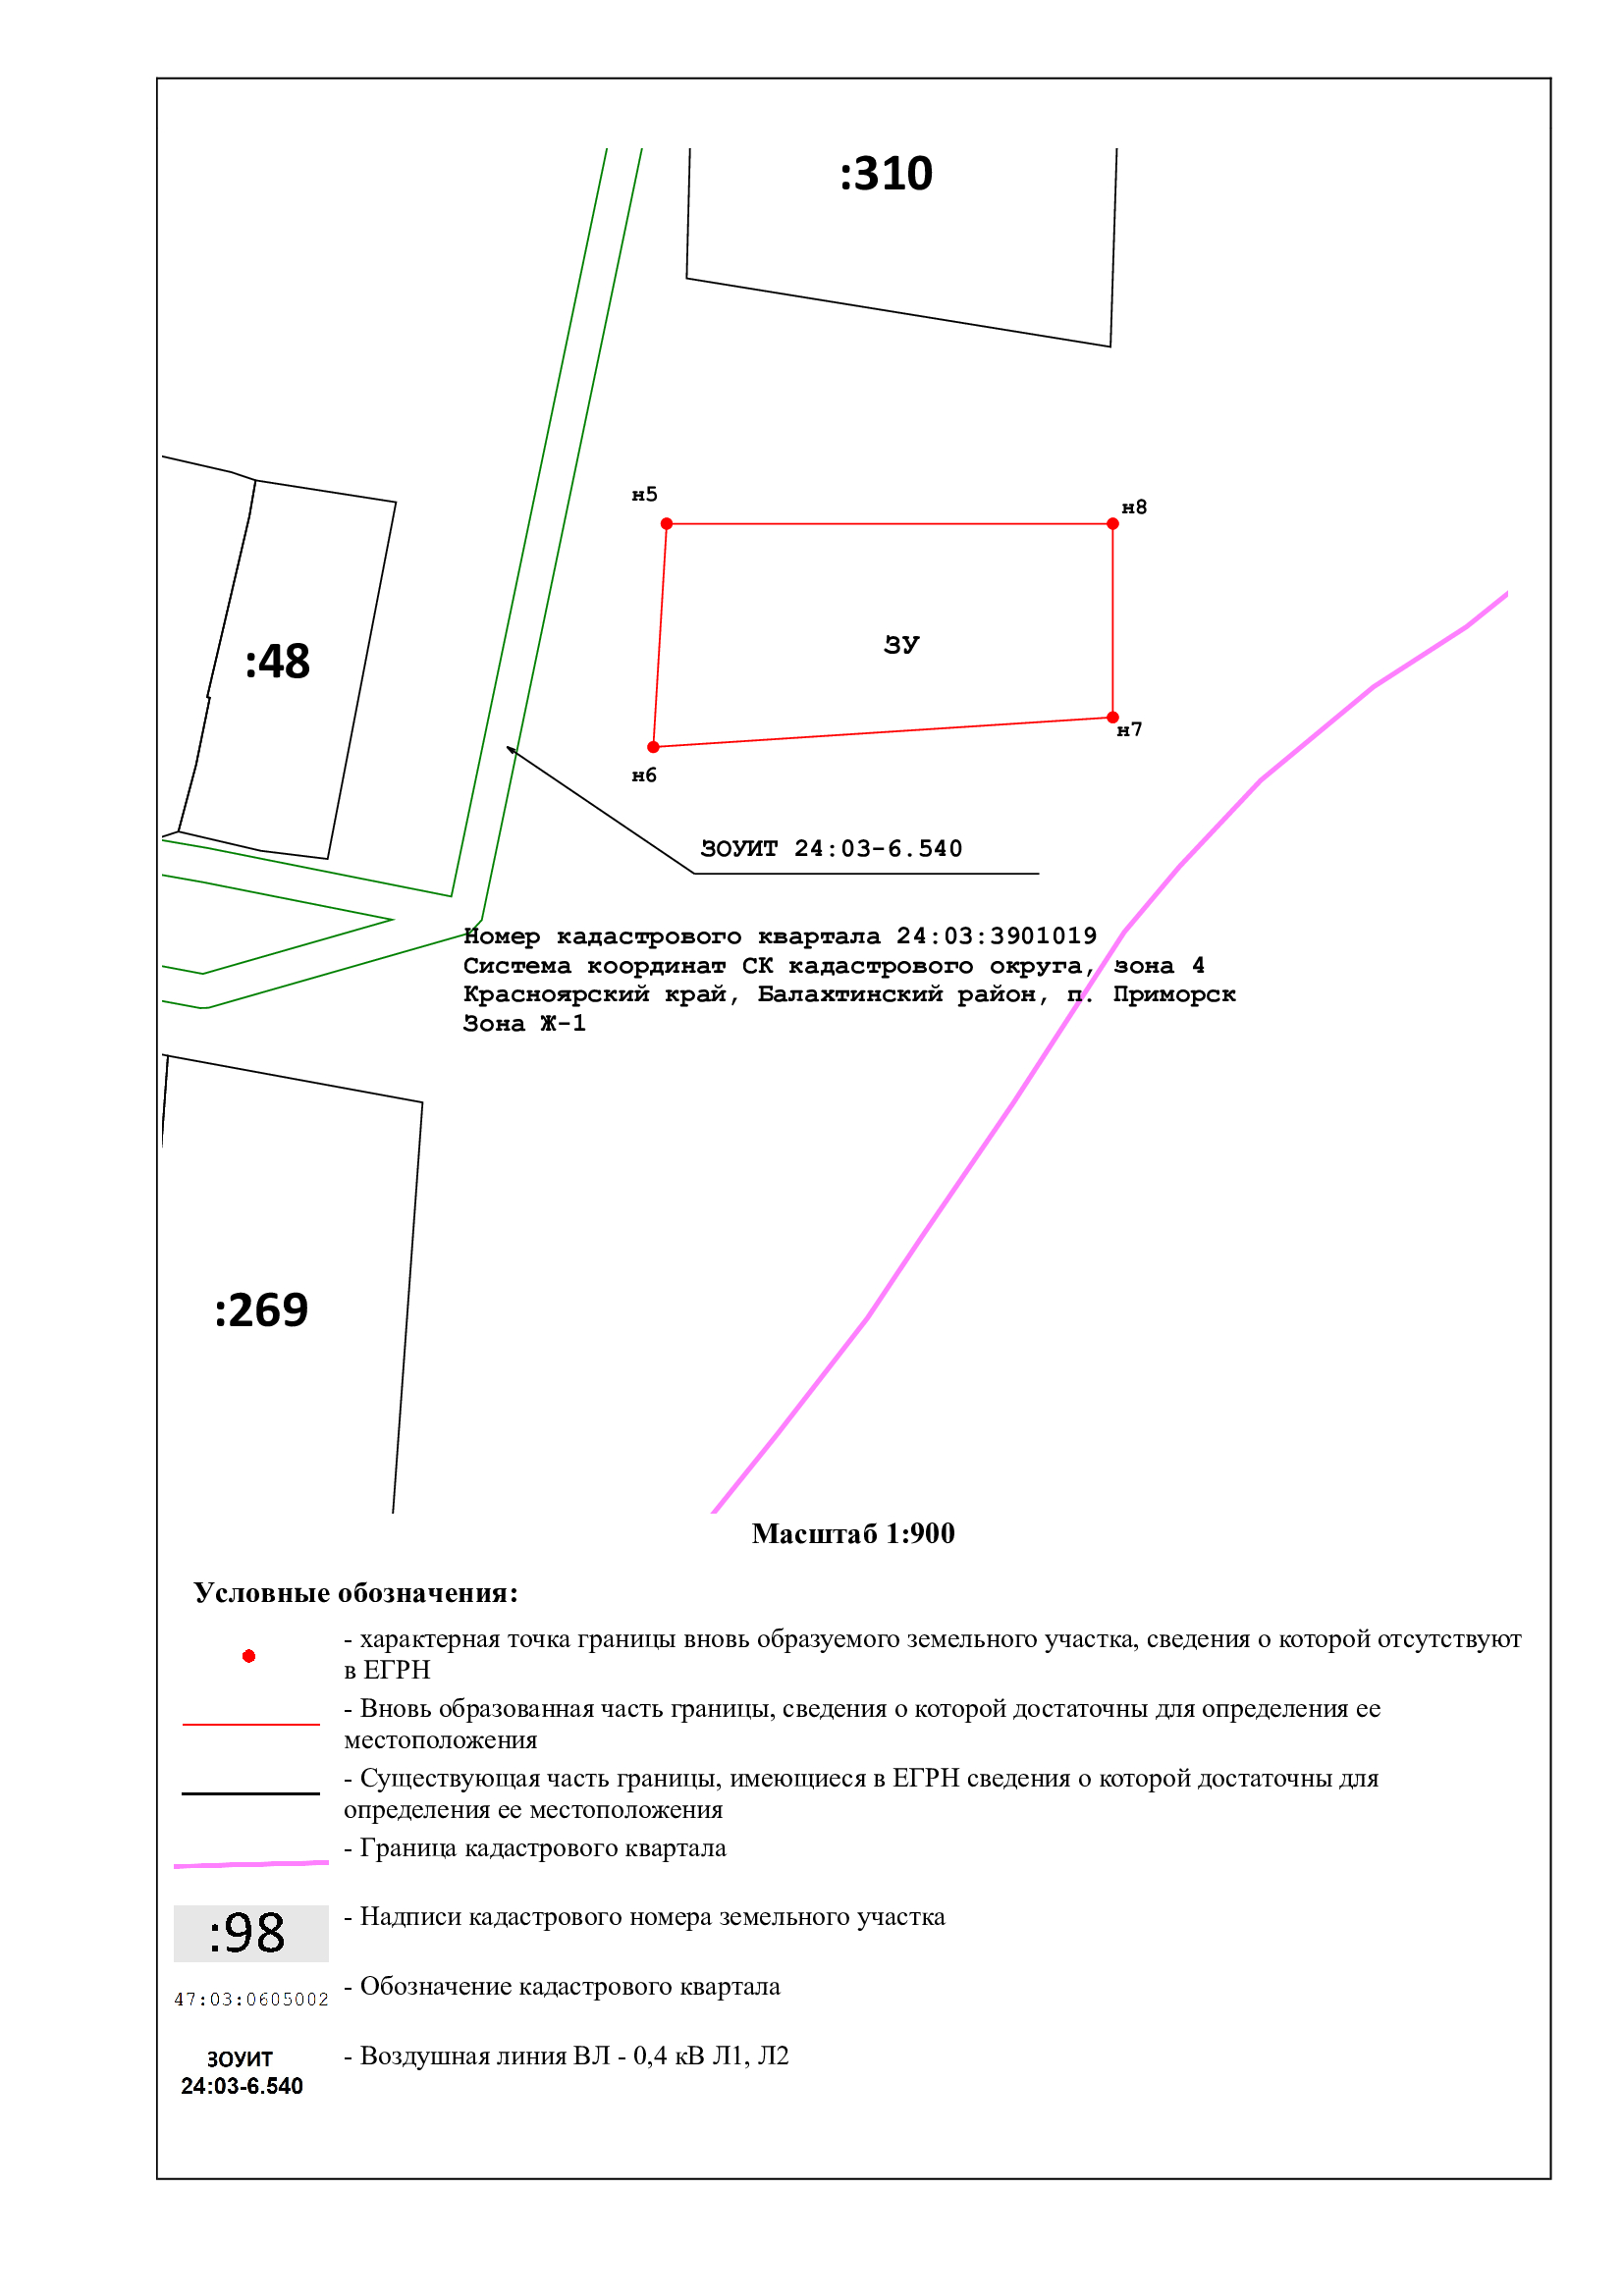 :310
н5
н8
ЗУ
:48
н7
н6
ЗОУИТ 24:03-6.540
Номер кадастрового квартала 24:03:3901019
Система координат СК кадастрового округа, зона 4
Красноярский край, Балахтинский район, п. Приморск
Зона Ж-1
:269
Масштаб 1:900
Условные обозначения:
- характерная точка границы вновь образуемого земельного участка, сведения о которой отсутствуют
в ЕГРН
- Вновь образованная часть границы, сведения о которой достаточны для определения ее
местоположения
- Существующая часть границы, имеющиеся в ЕГРН сведения о которой достаточны для
определения ее местоположения
- Граница кадастрового квартала
:98
- Надписи кадастрового номера земельного участка
47:03:0605002
- Обозначение кадастрового квартала
ЗОУИТ
24:03-6.540
- Воздушная линия ВЛ - 0,4 кВ Л1, Л2